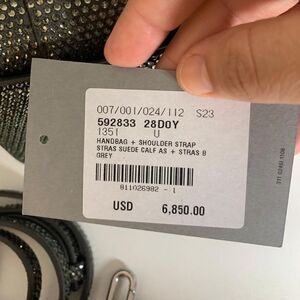 007/001/024/112 S23
592833 28D0Y
1351 U
HANDBAG + SHOULDER STRAP
STRAS SUEDE CALF AS + STRAS B
GREY
811026982 - 1
USD 6,850.00